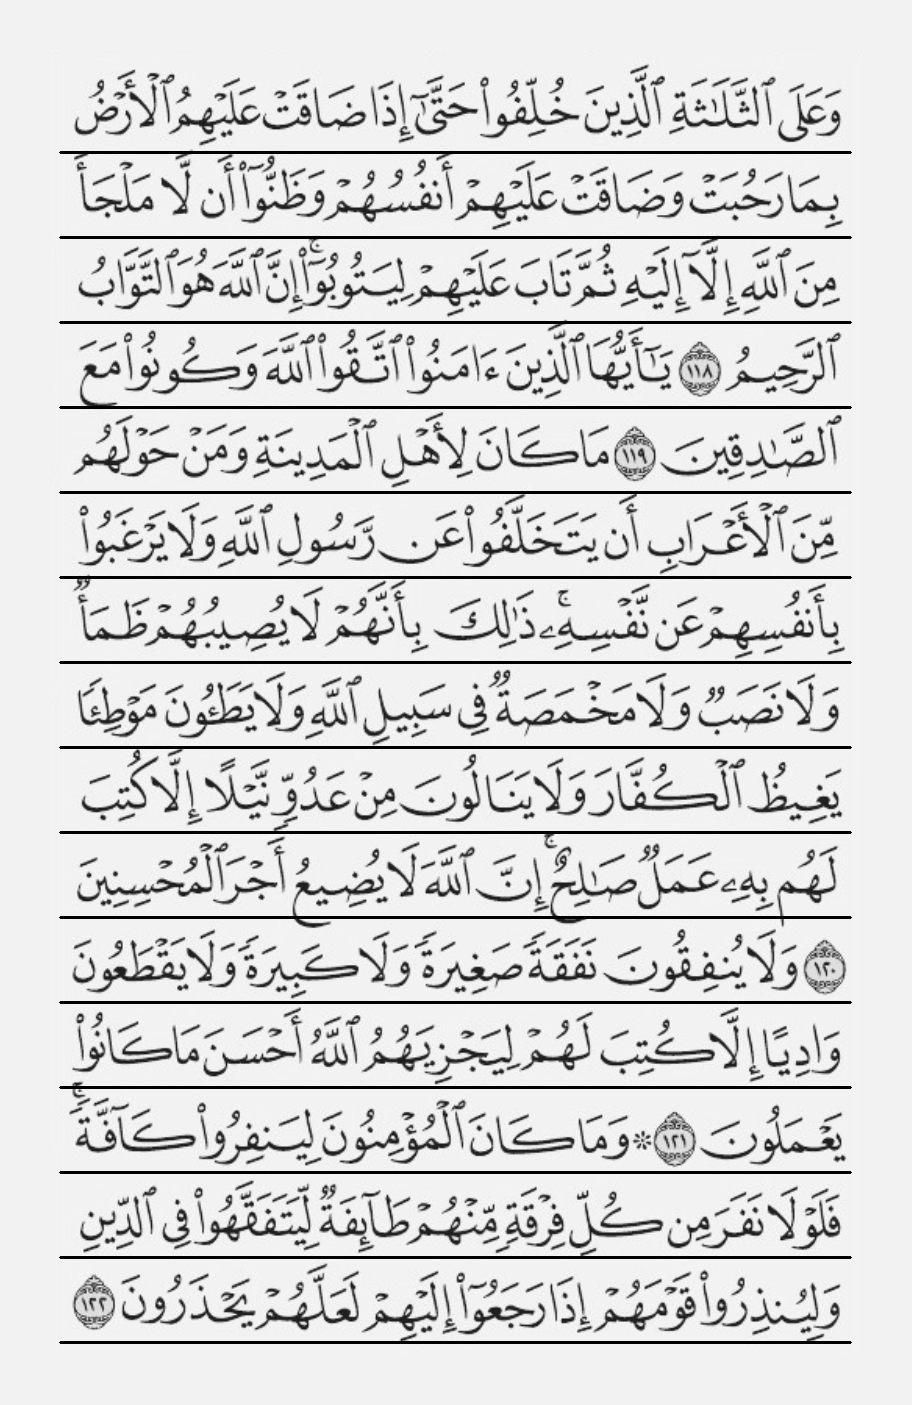 وَعَلَى ٱلثَّلَـٰثَةِ ٱلَّذِينَ خُلِّفُوا۟ حَتَّىٰٓ إِذَا ضَاقَتْ عَلَيْهِمُ ٱلْأَرْضُ
بِمَا رَحُبَتْ وَضَاقَتْ عَلَيْهِمْ أَنفُسُهُمْ وَظَنُّوٓا۟ أَن لَّا مَلْجَأَ
مِنَ ٱللَّهِ إِلَّآ إِلَيْهِ ثُمَّ تَابَ عَلَيْهِمْ لِيَتُوبُوٓا۟ ۚ إِنَّ ٱللَّهَ هُوَ ٱلتَّوَّابُ
ٱلرَّحِيمُ ١١٨ يَـٰٓأَيُّهَا ٱلَّذِينَ ءَامَنُوا۟ ٱتَّقُوا۟ ٱللَّهَ وَكُونُوا۟ مَعَ
ٱلصَّـٰدِقِينَ ١١٩ مَا كَانَ لِأَهْلِ ٱلْمَدِينَةِ وَمَنْ حَوْلَهُم
مِّنَ ٱلْأَعْرَابِ أَن يَتَخَلَّفُوا۟ عَن رَّسُولِ ٱللَّهِ وَلَا يَرْغَبُوا۟
بِأَنفُسِهِمْ عَن نَّفْسِهِۦ ۚ ذَٰلِكَ بِأَنَّهُمْ لَا يُصِيبُهُمْ ظَمَأٌ
وَلَا نَصَبٌ وَلَا مَخْمَصَةٌ فِى سَبِيلِ ٱللَّهِ وَلَا يَطَـُٔونَ مَوْطِئًا
يَغِيظُ ٱلْكُفَّارَ وَلَا يَنَالُونَ مِنْ عَدُوٍّ نَّيْلًا إِلَّا كُتِبَ
لَهُم بِهِۦ عَمَلٌ صَـٰلِحٌ ۚ إِنَّ ٱللَّهَ لَا يُضِيعُ أَجْرَ ٱلْمُحْسِنِينَ
١٢٠ وَلَا يُنفِقُونَ نَفَقَةً صَغِيرَةً وَلَا كَبِيرَةً وَلَا يَقْطَعُونَ
وَادِيًا إِلَّا كُتِبَ لَهُمْ لِيَجْزِيَهُمُ ٱللَّهُ أَحْسَنَ مَا كَانُوا۟
يَعْمَلُونَ ١٢١ ۞ وَمَا كَانَ ٱلْمُؤْمِنُونَ لِيَنفِرُوا۟ كَآفَّةً ۚ
فَلَوْلَا نَفَرَ مِن كُلِّ فِرْقَةٍ مِّنْهُمْ طَآئِفَةٌ لِّيَتَفَقَّهُوا۟ فِى ٱلدِّينِ
وَلِيُنذِرُوا۟ قَوْمَهُمْ إِذَا رَجَعُوٓا۟ إِلَيْهِمْ لَعَلَّهُمْ يَحْذَرُونَ ١٢٢